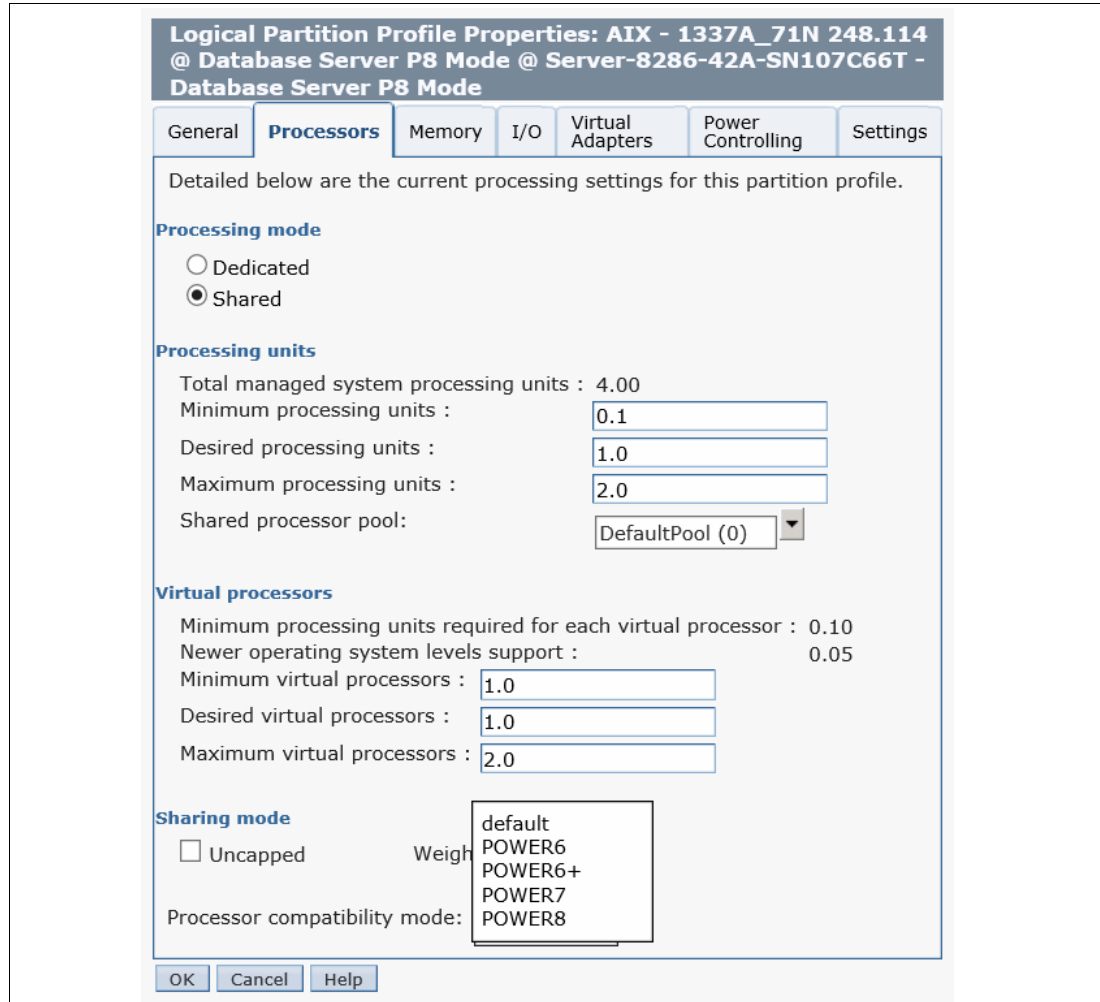 Logical Partition Profile Properties: AIX - 1337A_71N 248.114
@ Database Server P8 Mode @ Server-8286-42A-SN107C66T -
Database Server P8 Mode
General Processors Memory I/O Virtual Adapters Power Controlling Settings
Detailed below are the current processing settings for this partition profile.
Processing mode
Dedicated
Shared
Processing units
Total managed system processing units : 4.00
Minimum processing units : 0.1
Desired processing units : 1.0
Maximum processing units : 2.0
Shared processor pool: DefaultPool (0)
Virtual processors
Minimum processing units required for each virtual processor : 0.10
Newer operating system levels support : 0.05
Minimum virtual processors : 1.0
Desired virtual processors : 1.0
Maximum virtual processors : 2.0
Sharing mode
Uncapped Weigh
default
POWER6
POWER6+
POWER7
POWER8
Processor compatibility mode:
OK Cancel Help